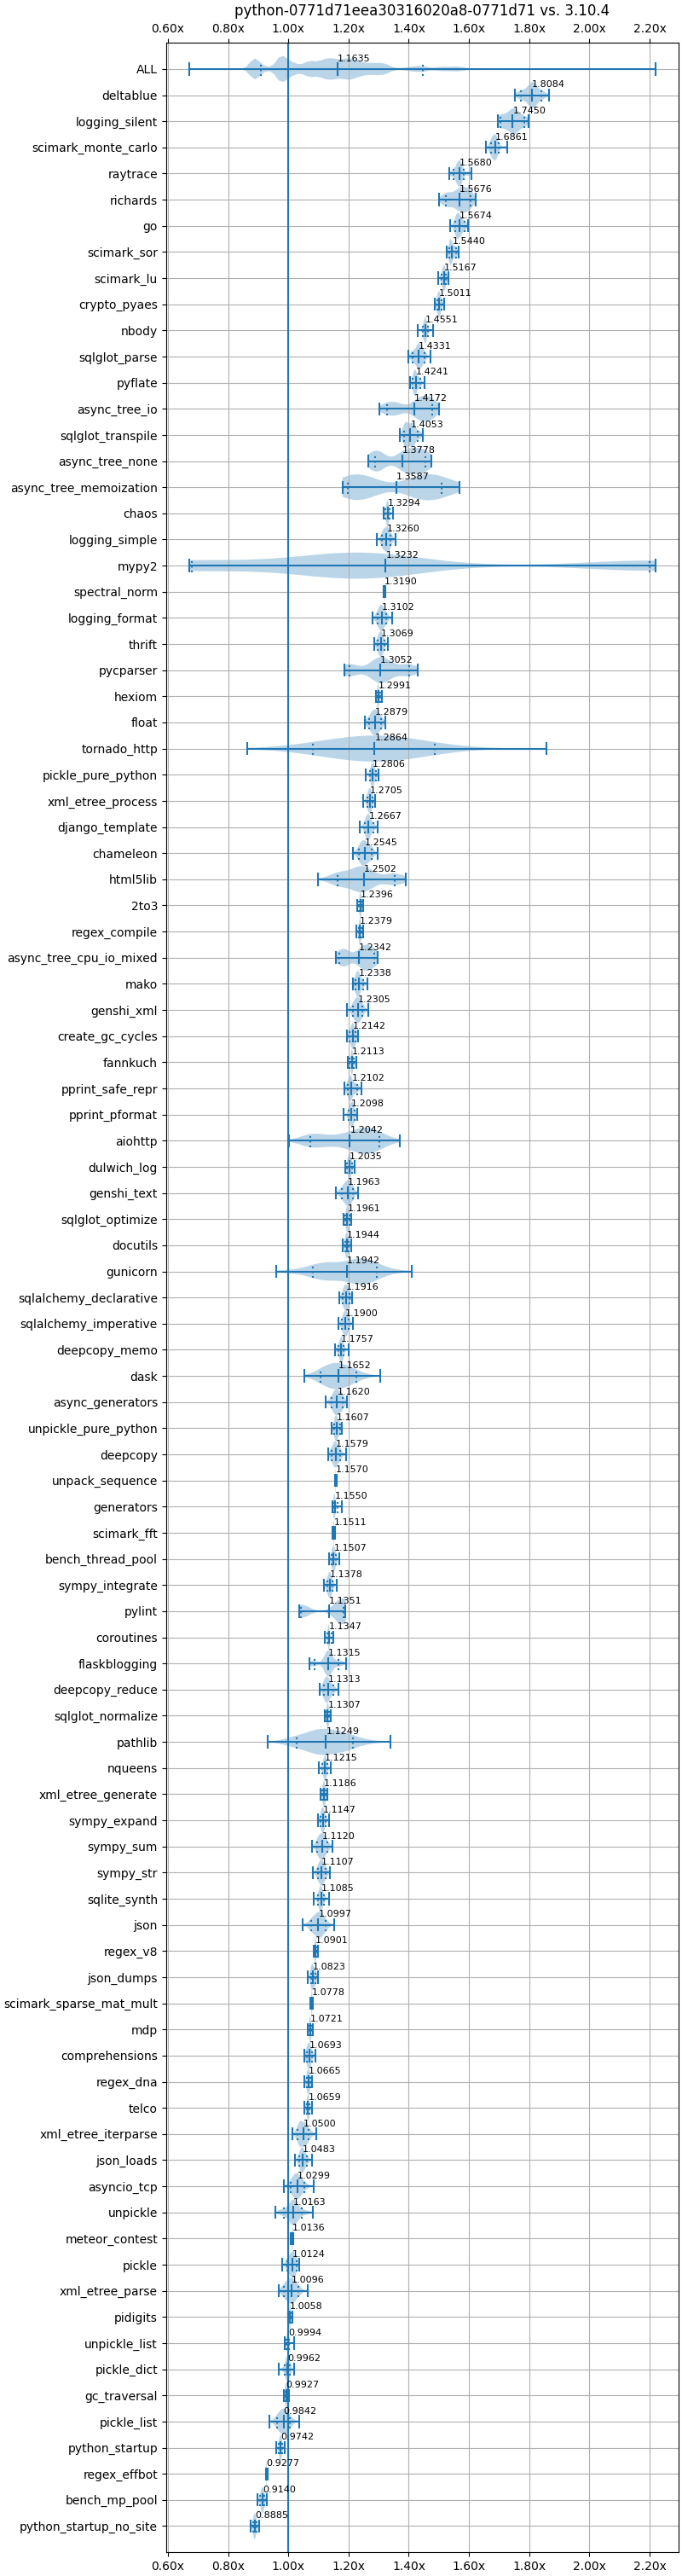 python-0771d71eea30316020a8-0771d71 vs. 3.10.4
0.60x 0.80x 1.00x 1.20x 1.40x 1.60x 1.80x 2.00x 2.20x
ALL 1.1635
deltablue 1.8084
logging_silent 1.7450
scimark_monte_carlo 1.6861
raytrace 1.5680
richards 1.5676
go 1.5674
scimark_sor 1.5440
scimark_lu 1.5167
crypto_pyaes 1.5011
nbody 1.4551
sqlglot_parse 1.4331
pyflate 1.4241
async_tree_io 1.4172
sqlglot_transpile 1.4053
async_tree_none 1.3778
async_tree_memoization 1.3587
chaos 1.3294
logging_simple 1.3260
mypy2 1.3232
spectral_norm 1.3190
logging_format 1.3102
thrift 1.3069
pycparser 1.3052
hexiom 1.2991
float 1.2879
tornado_http 1.2864
pickle_pure_python 1.2806
xml_etree_process 1.2705
django_template 1.2667
chameleon 1.2545
html5lib 1.2502
2to3 1.2396
regex_compile 1.2379
async_tree_cpu_io_mixed 1.2342
mako 1.2338
genshi_xml 1.2305
create_gc_cycles 1.2142
fannkuch 1.2113
pprint_safe_repr 1.2102
pprint_pformat 1.2098
aiohttp 1.2042
dulwich_log 1.2035
genshi_text 1.1963
sqlglot_optimize 1.1961
docutils 1.1944
gunicorn 1.1942
sqlalchemy_declarative 1.1916
sqlalchemy_imperative 1.1900
deepcopy_memo 1.1757
dask 1.1652
async_generators 1.1620
unpickle_pure_python 1.1607
deepcopy 1.1579
unpack_sequence 1.1570
generators 1.1550
scimark_fft 1.1511
bench_thread_pool 1.1507
sympy_integrate 1.1378
pylint 1.1351
coroutines 1.1347
flaskblogging 1.1315
deepcopy_reduce 1.1313
sqlglot_normalize 1.1307
pathlib 1.1249
nqueens 1.1215
xml_etree_generate 1.1186
sympy_expand 1.1147
sympy_sum 1.1120
sympy_str 1.1107
sqlite_synth 1.1085
json 1.0997
regex_v8 1.0901
json_dumps 1.0823
scimark_sparse_mat_mult 1.0778
mdp 1.0721
comprehensions 1.0693
regex_dna 1.0665
telco 1.0659
xml_etree_iterparse 1.0500
json_loads 1.0483
asyncio_tcp 1.0299
unpickle 1.0163
meteor_contest 1.0136
pickle 1.0124
xml_etree_parse 1.0096
pidigits 1.0058
unpickle_list 0.9994
pickle_dict 0.9962
gc_traversal 0.9927
pickle_list 0.9842
python_startup 0.9742
regex_effbot 0.9277
bench_mp_pool 0.9140
python_startup_no_site 0.8885
0.60x 0.80x 1.00x 1.20x 1.40x 1.60x 1.80x 2.00x 2.20x